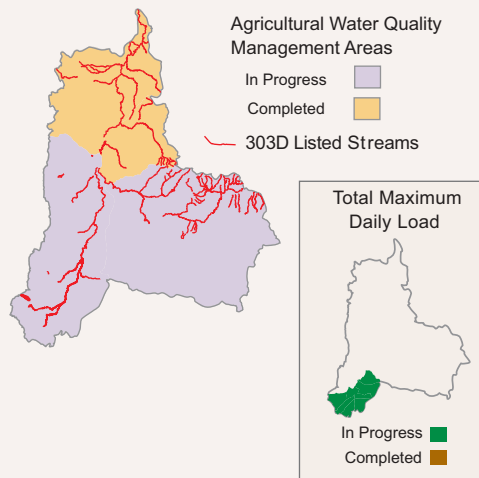 Agricultural Water Quality
Management Areas
In Progress
Completed
303D Listed Streams
Total Maximum
Daily Load
In Progress
Completed